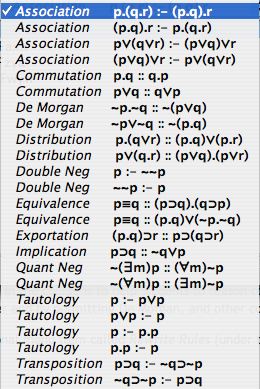 ✓ Association p.(q.r) :- (p.q).r
Association (p.q).r :- p.(q.r)
Association p∨(q∨r) :- (p∨q)∨r
Association (p∨q)∨r :- p∨(q∨r)
Commutation p.q :: q.p
Commutation p∨q :: q∨p
De Morgan ~p.~q :: ~(p∨q)
De Morgan ~p∨~q :: ~(p.q)
Distribution p.(q∨r) :: (p.q)∨(p.r)
Distribution p∨(q.r) :: (p∨q).(p∨r)
Double Neg p :- ~~p
Double Neg ~~p :- p
Equivalence p≡q :: (p⊃q).(q⊃p)
Equivalence p≡q :: (p.q)∨(~p.~q)
Exportation (p.q)⊃r :: p⊃(q⊃r)
Implication p⊃q :: ~q∨p
Quant Neg ~(∃m)p :: (∀m)~p
Quant Neg ~(∀m)p :: (∃m)~p
Tautology p :- p∨p
Tautology p∨p :- p
Tautology p :- p.p
Tautology p.p :- p
Transposition p⊃q :- ~q⊃~p
Transposition ~q⊃~p :- p⊃q